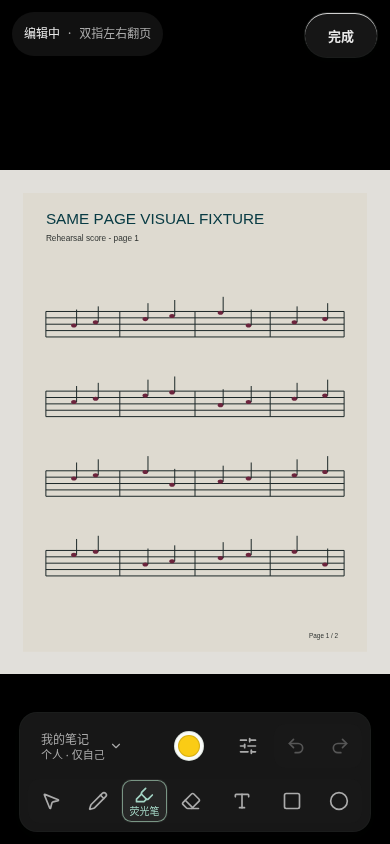 编辑中 · 双指左右翻页
完成
SAME PAGE VISUAL FIXTURE
Rehearsal score - page 1
Page 1 / 2
我的笔记
个人 · 仅自己
荧光笔